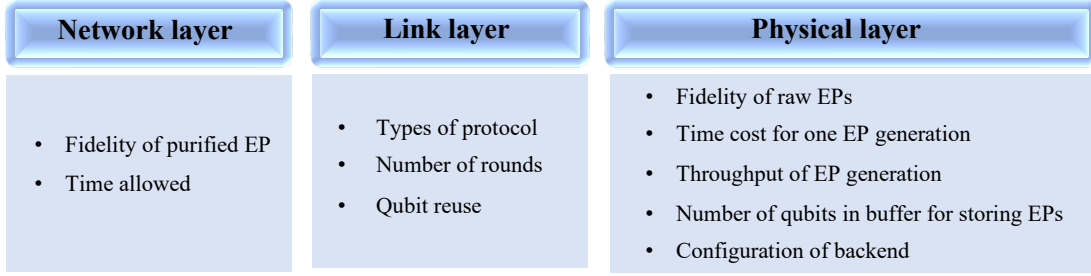 Network layer
• Fidelity of purified EP
• Time allowed
Link layer
• Types of protocol
• Number of rounds
• Qubit reuse
Physical layer
• Fidelity of raw EPs
• Time cost for one EP generation
• Throughput of EP generation
• Number of qubits in buffer for storing EPs
• Configuration of backend